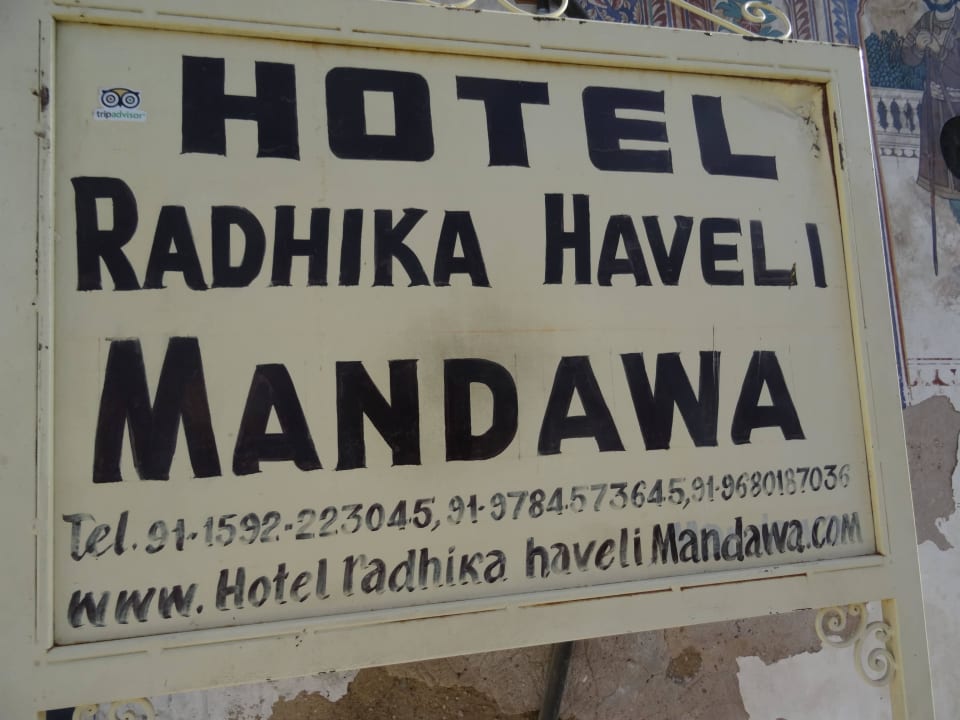 tripadvisor
HOTEL
RADHIKA HAVELI
MANDAWA
Tel. 91-1592-223045, 91-9784573645, 91-9680187036
www.Hotel radhika haveli Mandawa.com